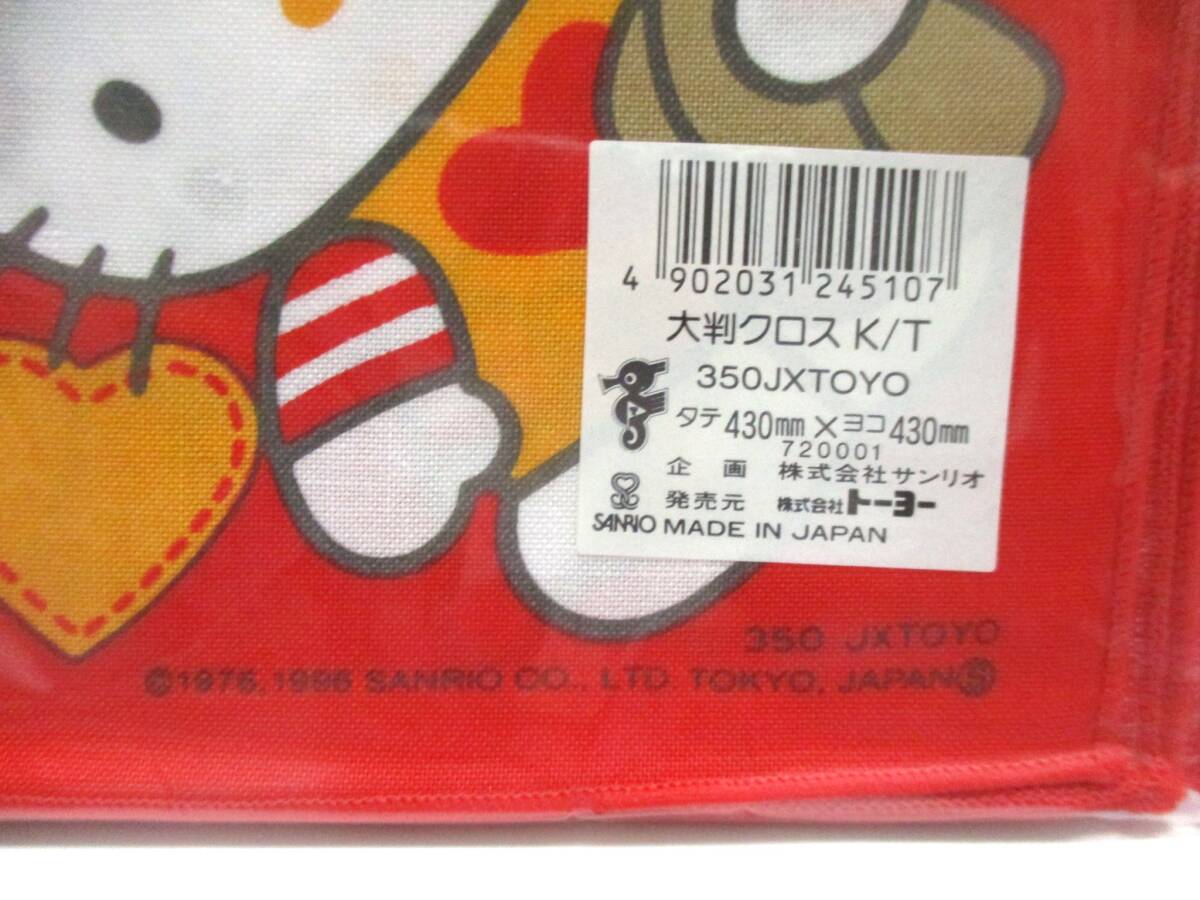 4 902031 245107
大判クロス K/T
350JXTOYO
タテ430mm×ヨコ430mm
720001
企画 株式会社サンリオ
発売元 株式会社トーヨー
SANRIO MADE IN JAPAN
350 JXTOYO
©1976,1996 SANRIO CO., LTD. TOKYO, JAPAN Ⓢ